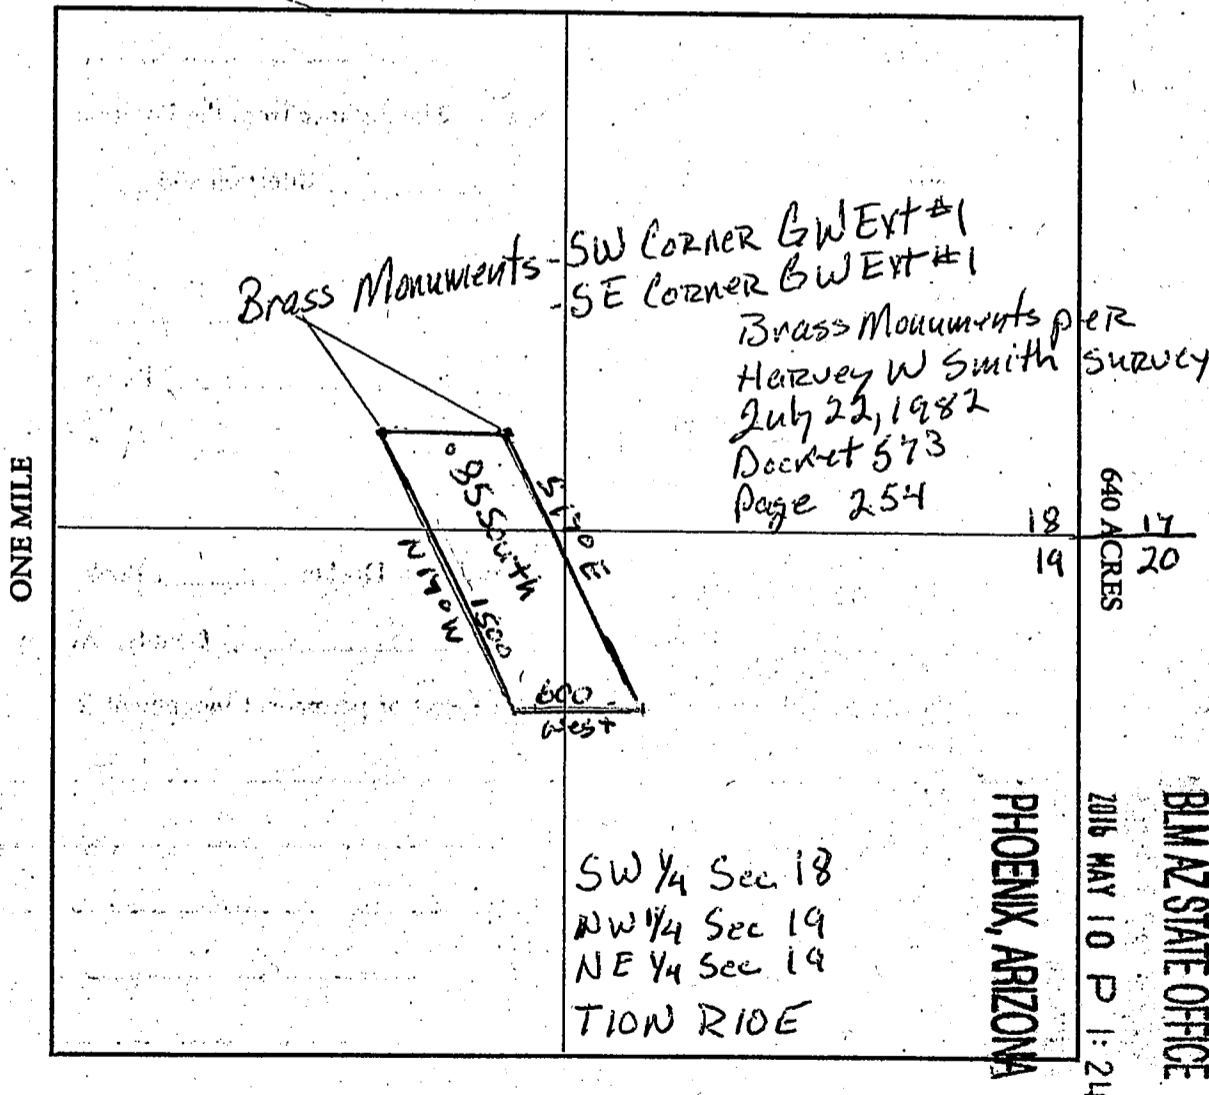 Brass Monuments - SW Corner GW Ext #1
- SE Corner GW Ext #1
Brass Monuments per
Harvey W Smith Survey
July 22, 1982
Docket 573
Page 254
ONE MILE
640 ACRES
18 17
19 20
S 19° E
° 85 South
N 19° W
1500
600
West
SW 1/4 Sec 18
NW 1/4 Sec 19
NE 1/4 Sec 19
T10N R10E
BLM AZ STATE OFFICE
2016 MAY 10 P 1:24
PHOENIX, ARIZONA